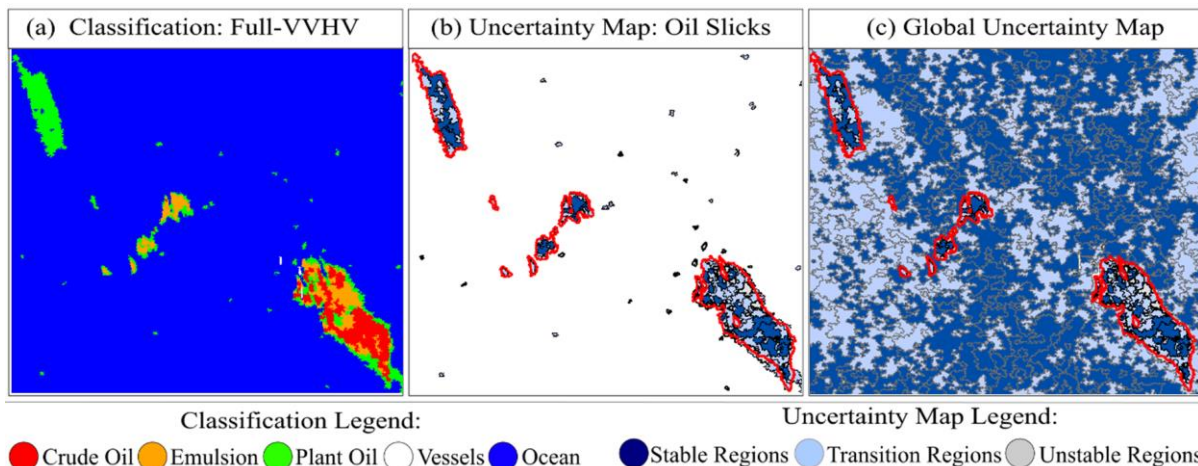 (a) Classification: Full-VVHV
(b) Uncertainty Map: Oil Slicks
(c) Global Uncertainty Map
Classification Legend:
Crude Oil Emulsion Plant Oil Vessels Ocean
Uncertainty Map Legend:
Stable Regions Transition Regions Unstable Regions